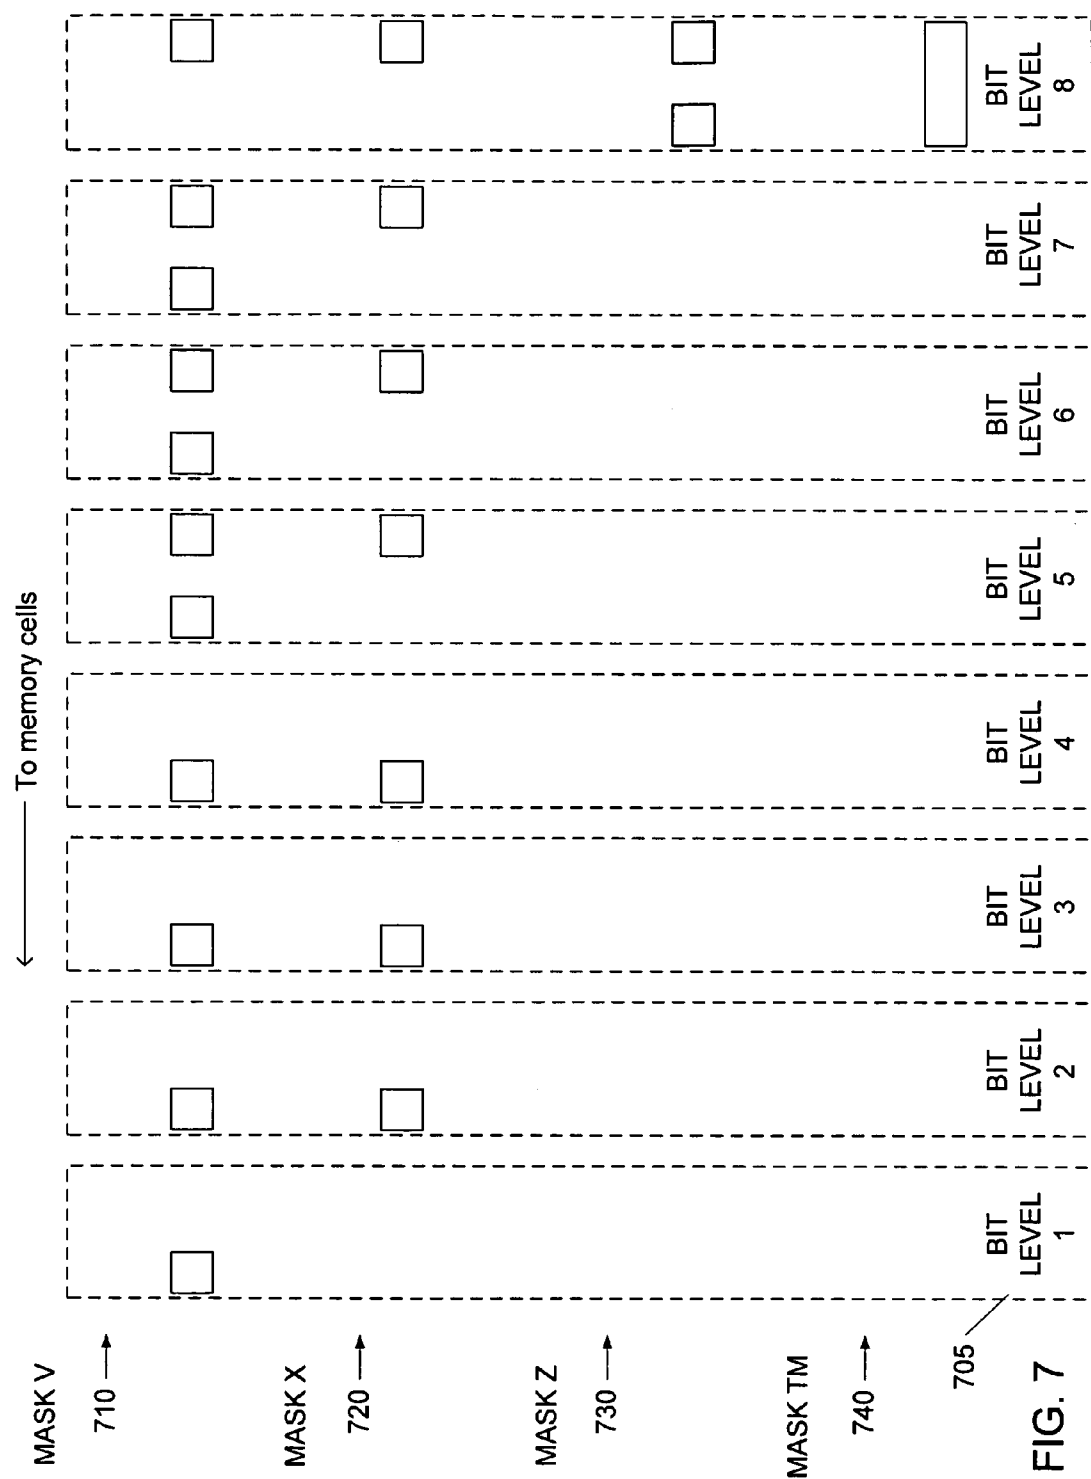 To memory cells
MASK V
710
MASK X
720
MASK Z
730
MASK TM
740
BIT
LEVEL
1
BIT
LEVEL
2
BIT
LEVEL
3
BIT
LEVEL
4
BIT
LEVEL
5
BIT
LEVEL
6
BIT
LEVEL
7
BIT
LEVEL
8
705
FIG. 7